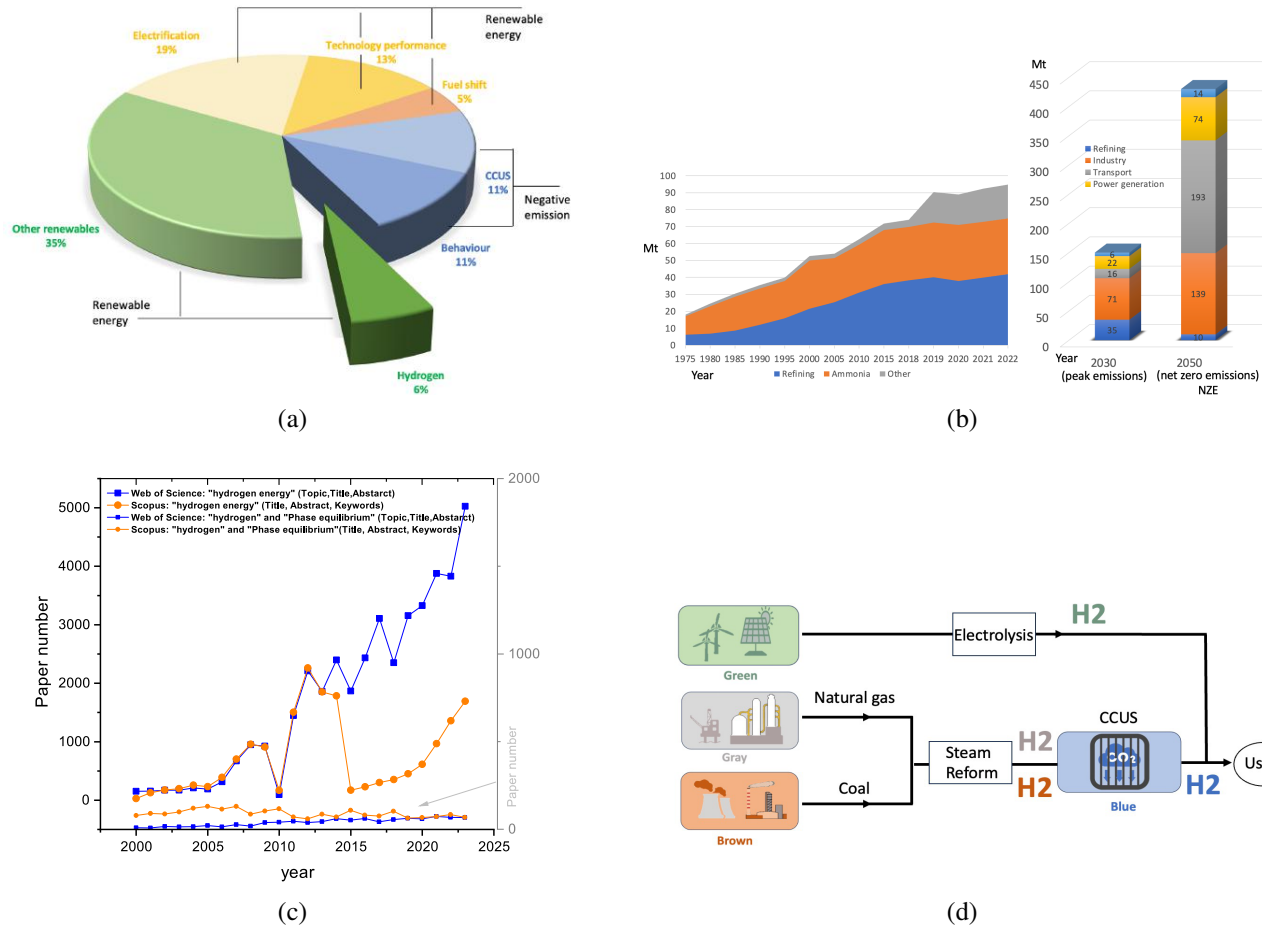 Renewable
energy
Electrification
19%
Technology performance
13%
Fuel shift
5%
CCUS
11%
Negative
emission
Behaviour
11%
Other renewables
35%
Renewable
energy
Hydrogen
6%
(a)
Mt
100
90
80
70
60
50
40
30
20
10
0
1975 1980 1985 1990 1995 2000 2005 2010 2015 2018 2019 2020 2021 2022
Year
Refining Ammonia Other
Mt
450
400
350
300
250
200
150
100
50
0
Refining
Industry
Transport
Power generation
6
22
16
71
35
14
74
193
139
10
Year
2030
(peak emissions)
2050
(net zero emissions)
NZE
(b)
Web of Science: "hydrogen energy" (Topic,Title,Abstarct)
Scopus: "hydrogen energy" (Title, Abstract, Keywords)
Web of Science: "hydrogen" and "Phase equilibrium" (Topic,Title,Abstarct)
Scopus: "hydrogen" and "Phase equilibrium"(Title, Abstract, Keywords)
Paper number
5000
4000
3000
2000
1000
0
2000
1000
0
Paper number
2000 2005 2010 2015 2020 2025
year
(c)
Green
Electrolysis
H2
Natural gas
Gray
Steam
Reform
H2
H2
CCUS
CO2
Blue
H2
Us
Coal
Brown
(d)